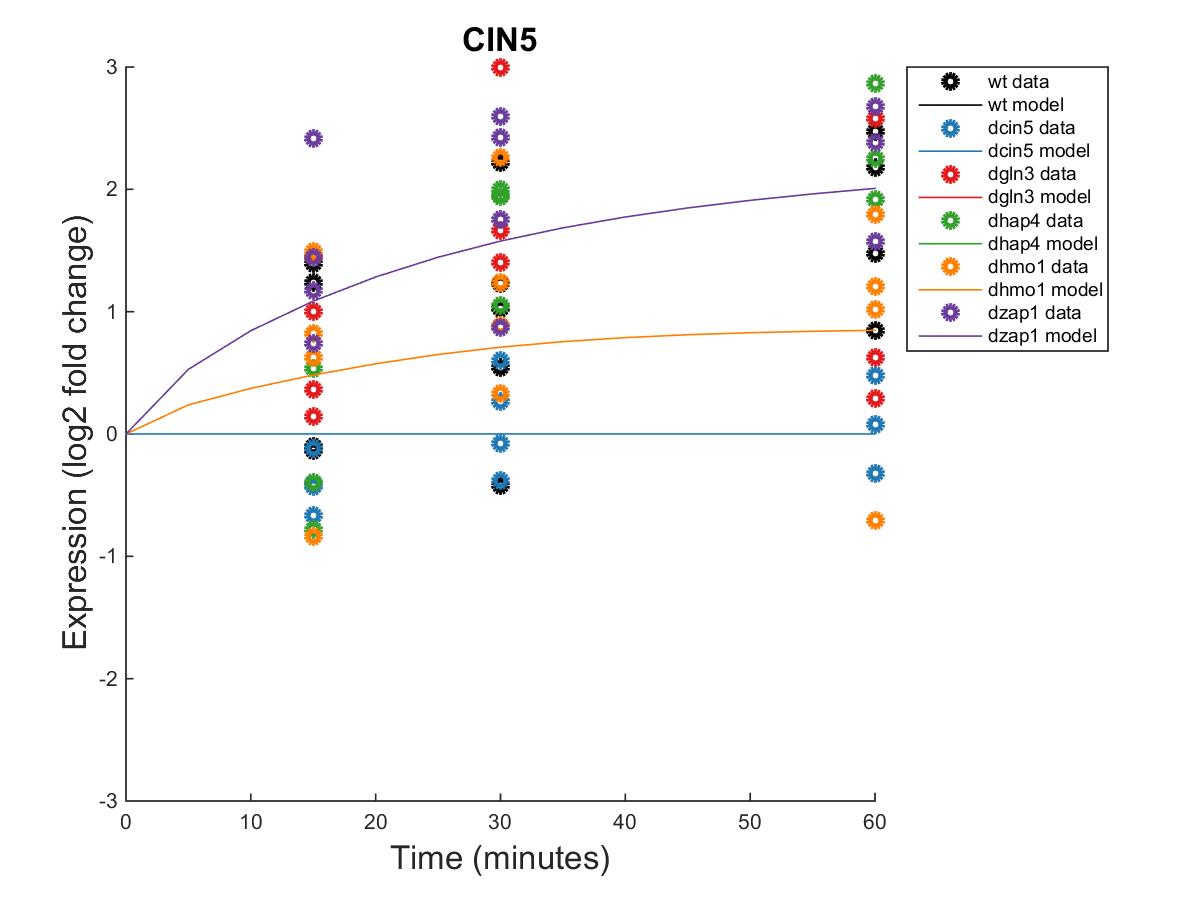 CIN5
3
2
1
0
-1
-2
-3
Expression (log2 fold change)
0 10 20 30 40 50 60
Time (minutes)
wt data
wt model
dcin5 data
dcin5 model
dgln3 data
dgln3 model
dhap4 data
dhap4 model
dhmo1 data
dhmo1 model
dzap1 data
dzap1 model